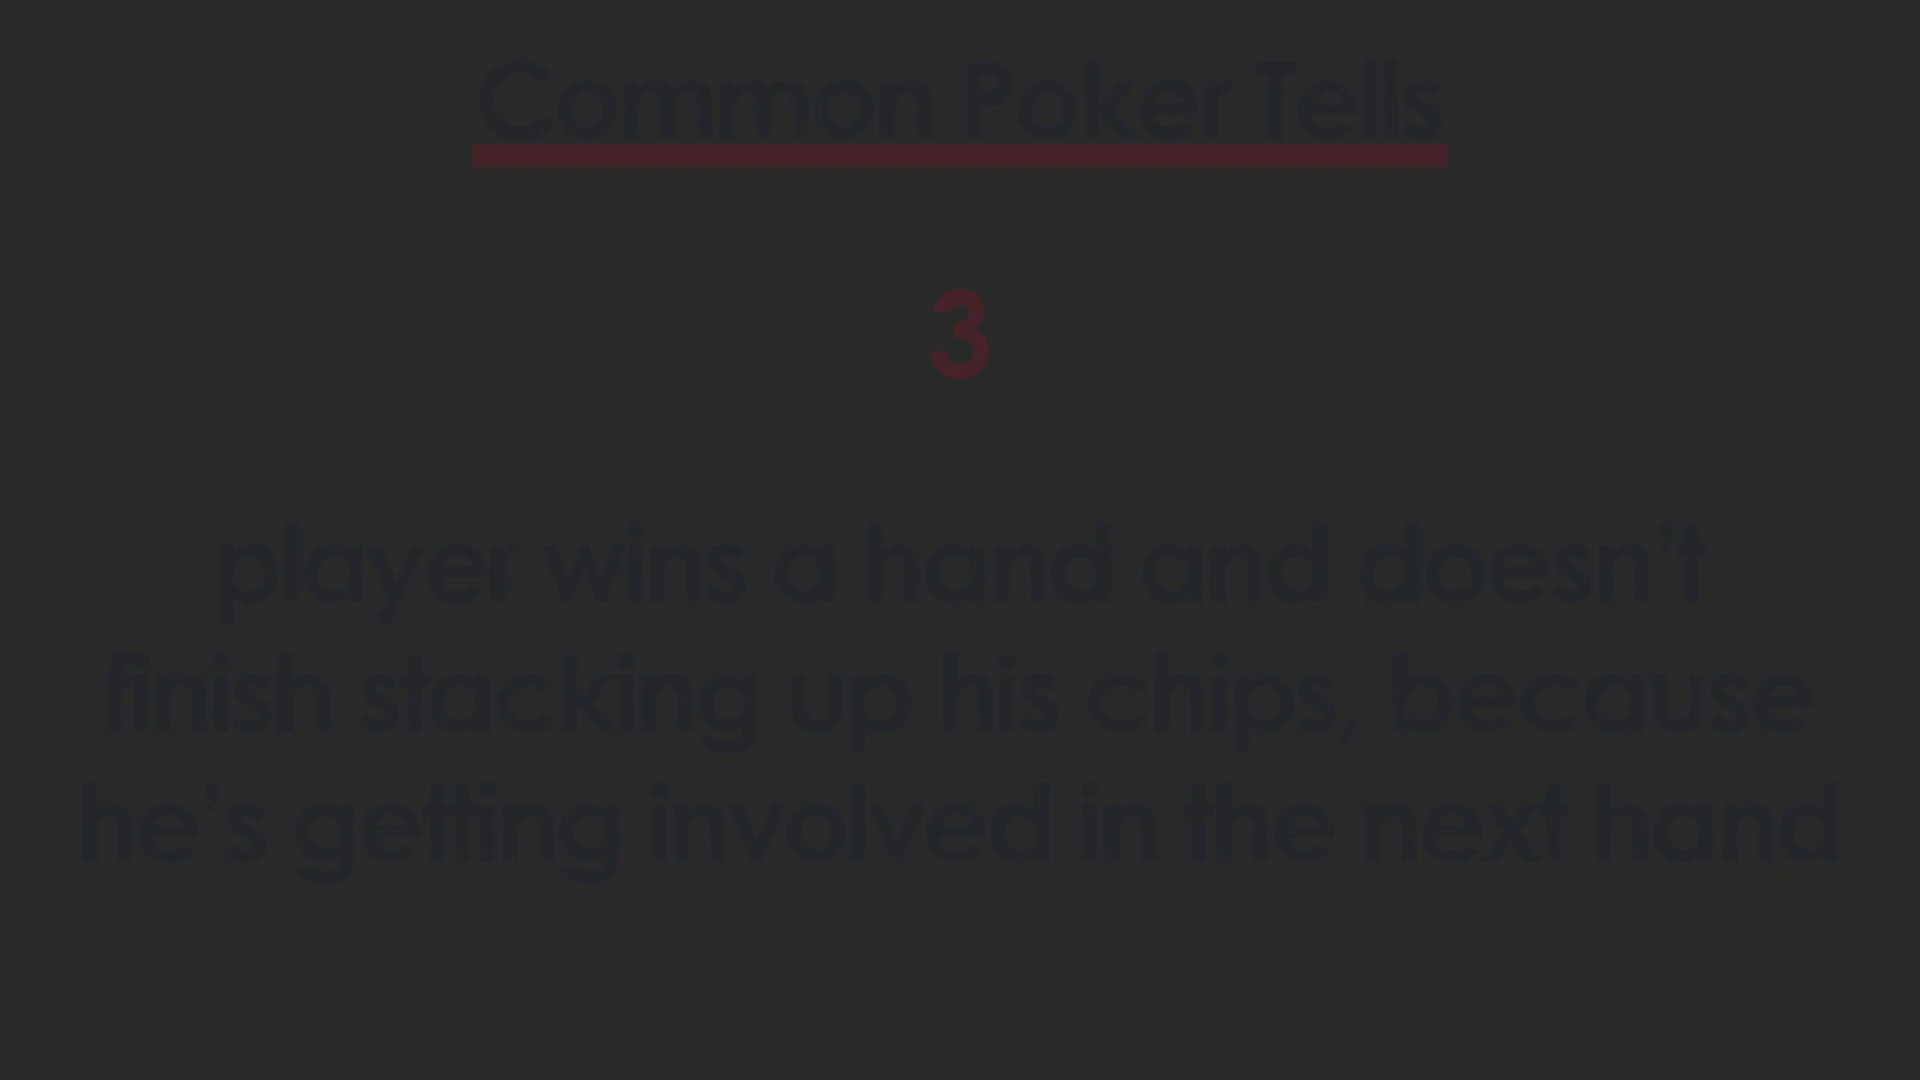 Common Poker Tells
3
player wins a hand and doesn't
finish stacking up his chips, because
he's getting involved in the next hand